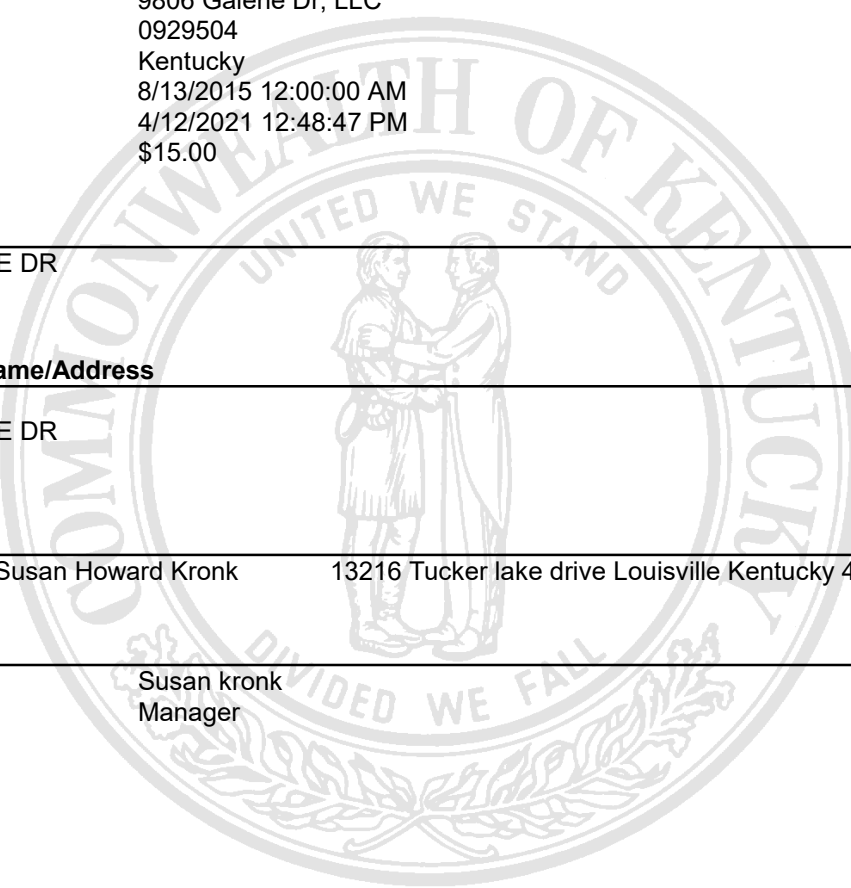 9806 Galene Dr, LLC
0929504
Kentucky
8/13/2015 12:00:00 AM
4/12/2021 12:48:47 PM
$15.00
E DR
ame/Address
E DR
Susan Howard Kronk 13216 Tucker lake drive Louisville Kentucky 4
Susan kronk
Manager
COMMONWEALTH OF KENTUCKY
UNITED WE STAND
DIVIDED WE FALL